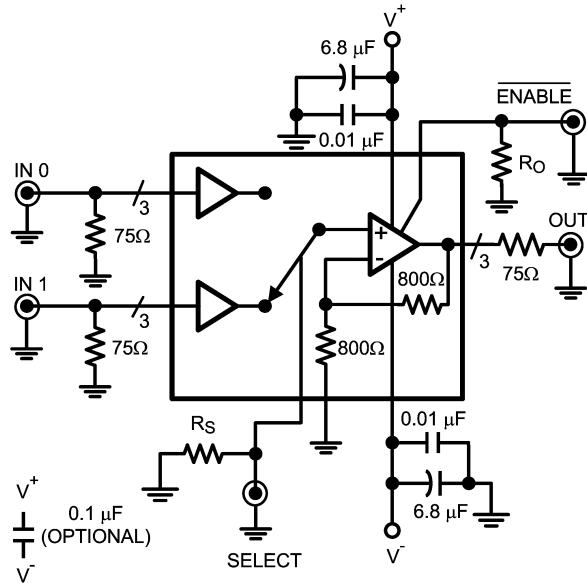 V+
6.8 μF
0.01 μF
ENABLE
RO
IN 0
3
75Ω
OUT
+
-
3
75Ω
IN 1
3
75Ω
800Ω
800Ω
RS
0.01 μF
6.8 μF
V-
SELECT
V+
0.1 μF
(OPTIONAL)
V-